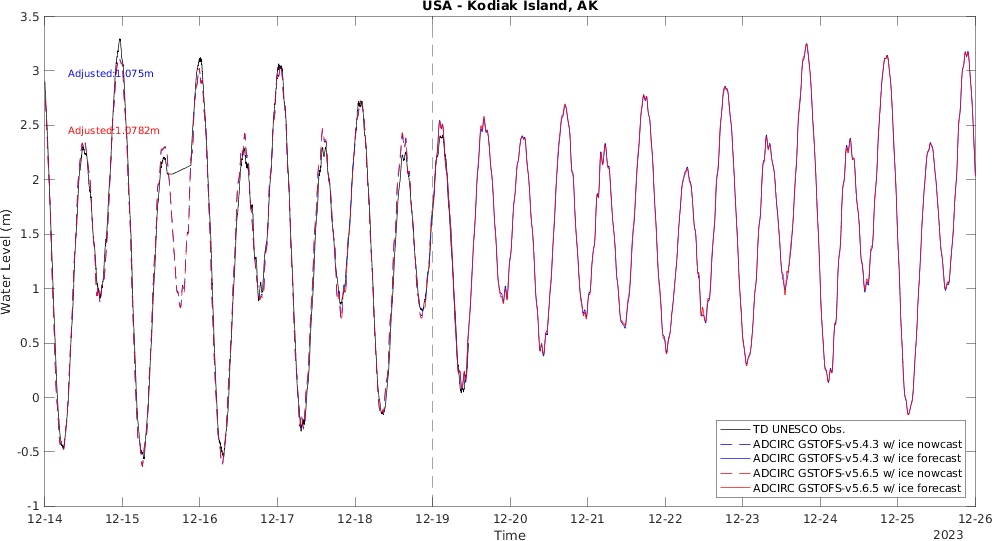 USA - Kodiak Island, AK
3.5
3
2.5
2
1.5
1
0.5
0
-0.5
-1
Water Level (m)
Adjusted:1.075m
Adjusted:1.0782m
TD UNESCO Obs.
ADCIRC GSTOFS-v5.4.3 w/ ice nowcast
ADCIRC GSTOFS-v5.4.3 w/ ice forecast
ADCIRC GSTOFS-v5.6.5 w/ ice nowcast
ADCIRC GSTOFS-v5.6.5 w/ ice forecast
12-14 12-15 12-16 12-17 12-18 12-19 12-20 12-21 12-22 12-23 12-24 12-25 12-26
Time
2023